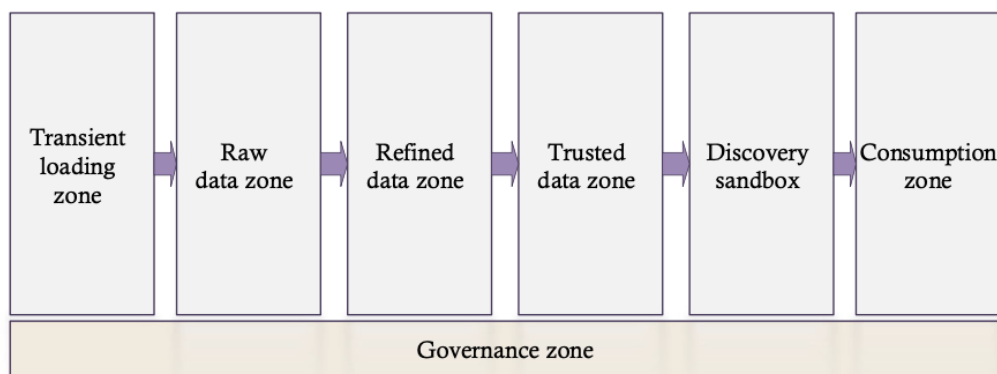 Transient
loading
zone
Raw
data zone
Refined
data zone
Trusted
data zone
Discovery
sandbox
Consumption
zone
Governance zone